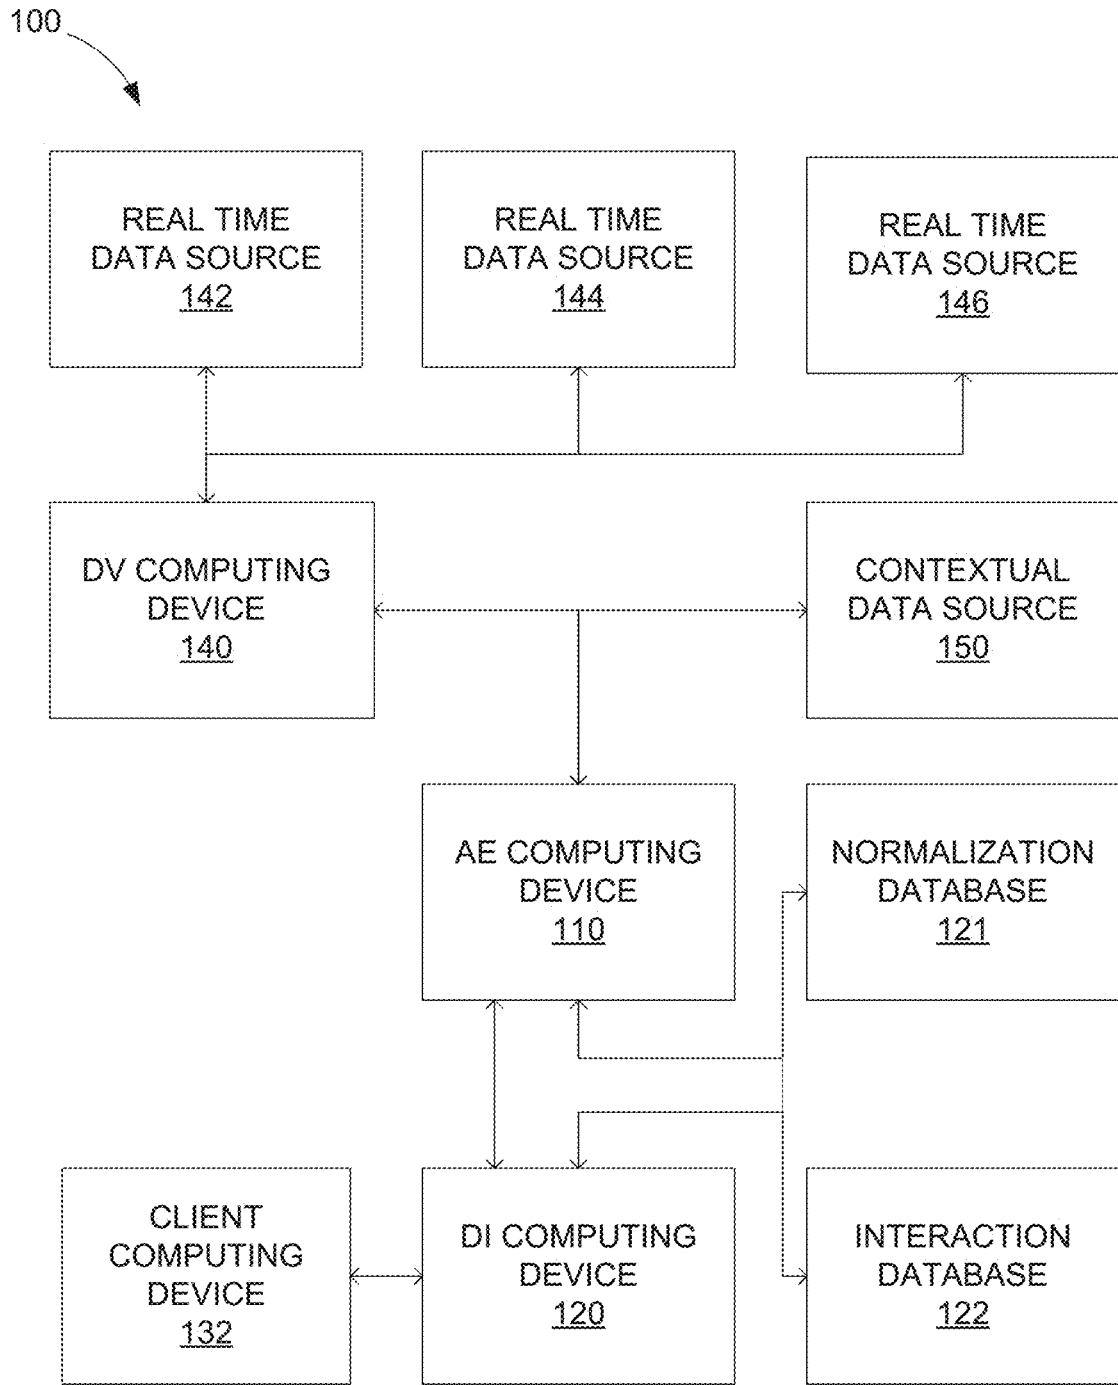 100
REAL TIME
DATA SOURCE
142
REAL TIME
DATA SOURCE
144
REAL TIME
DATA SOURCE
146
DV COMPUTING
DEVICE
140
CONTEXTUAL
DATA SOURCE
150
AE COMPUTING
DEVICE
110
NORMALIZATION
DATABASE
121
CLIENT
COMPUTING
DEVICE
132
DI COMPUTING
DEVICE
120
INTERACTION
DATABASE
122